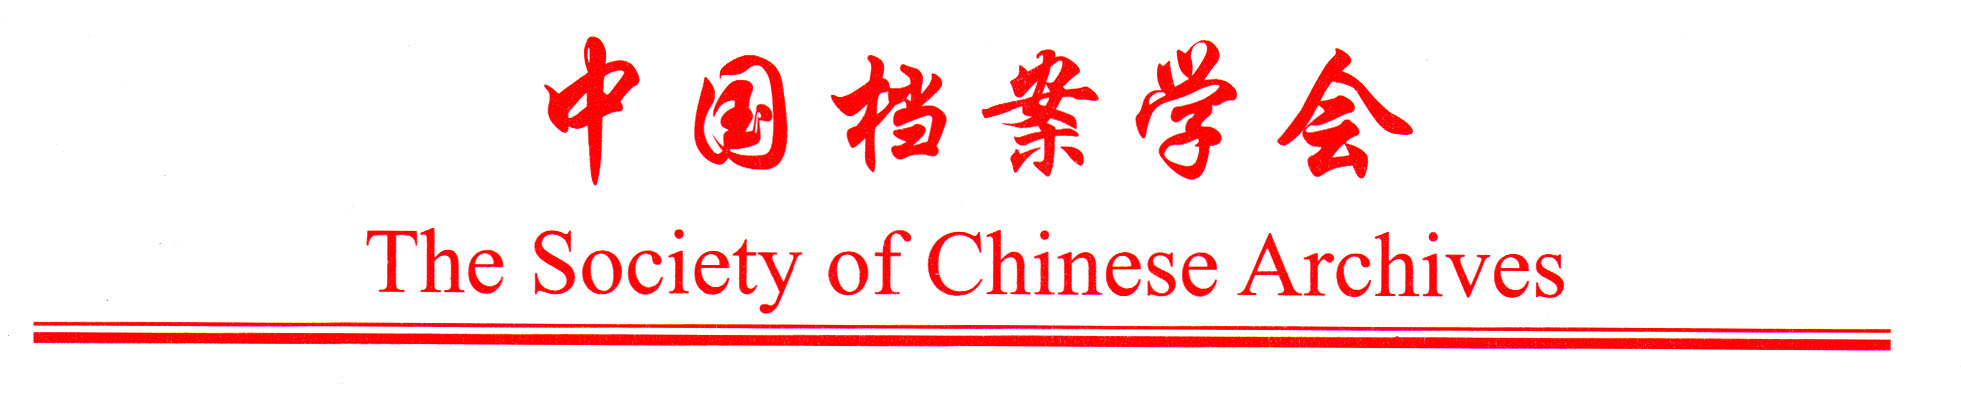 中国档案学会
The Society of Chinese Archives